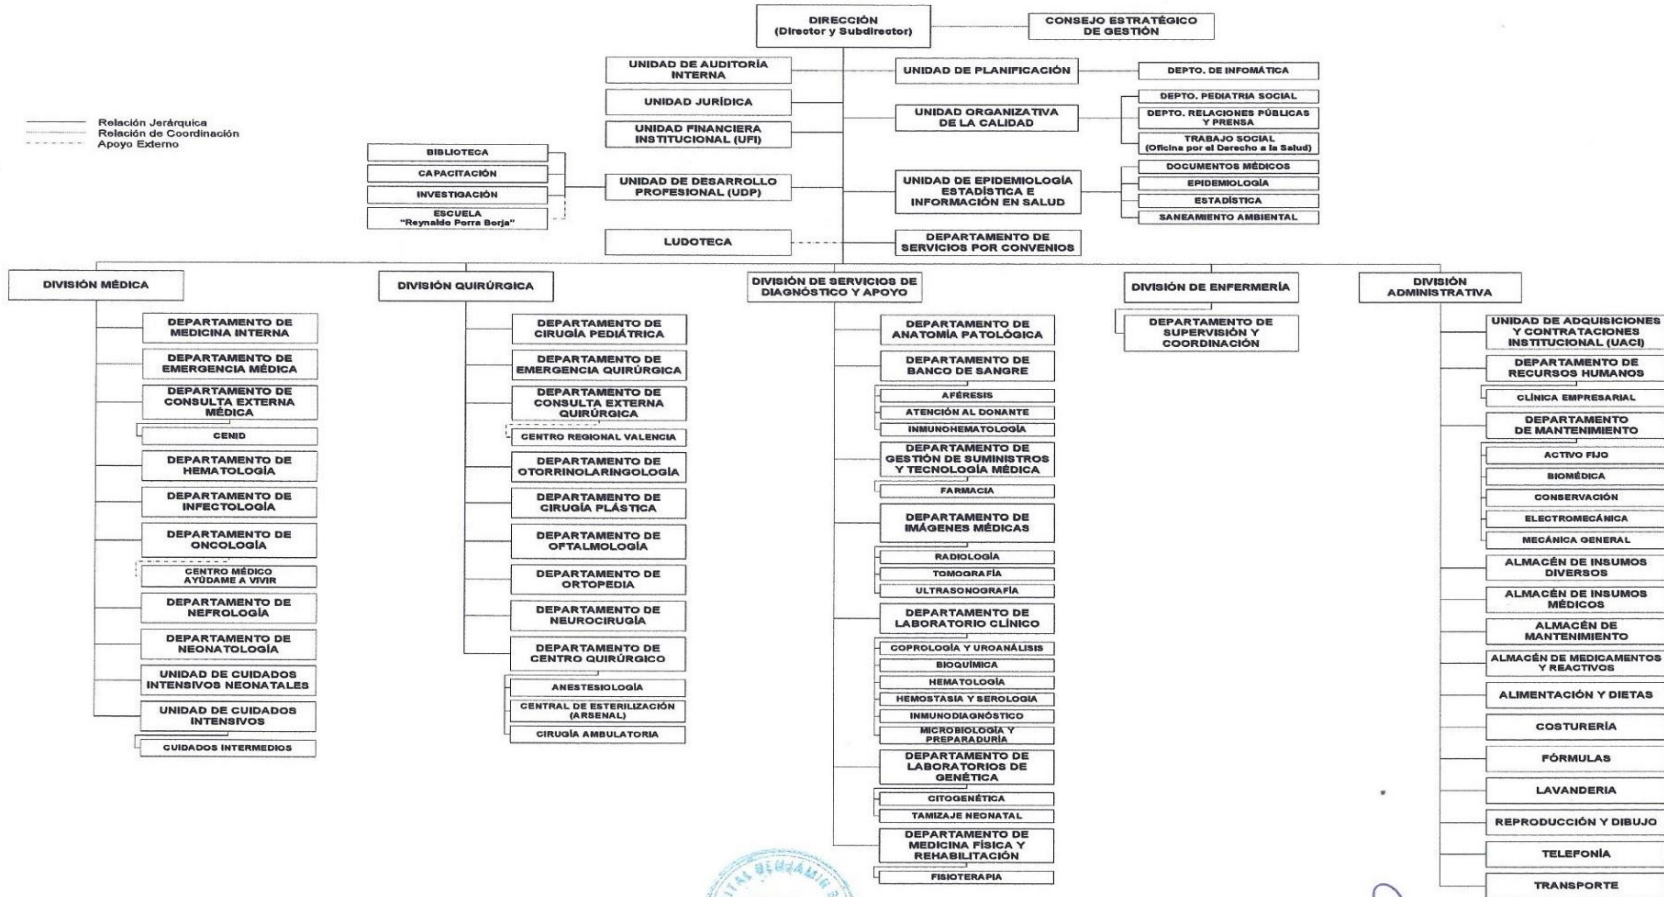 DIRECCIÓN
(Director y Subdirector)
CONSEJO ESTRATÉGICO
DE GESTIÓN
UNIDAD DE AUDITORÍA
INTERNA
UNIDAD DE PLANIFICACIÓN
DEPTO. DE INFOMÁTICA
UNIDAD JURÍDICA
UNIDAD ORGANIZATIVA
DE LA CALIDAD
DEPTO. PEDIATRIA SOCIAL
DEPTO. RELACIONES PÚBLICAS
Y PRENSA
TRABAJO SOCIAL
(Oficina por el Derecho a la Salud)
Relación Jerárquica
Relación de Coordinación
Apoyo Externo
UNIDAD FINANCIERA
INSTITUCIONAL (UFI)
BIBLIOTECA
CAPACITACIÓN
INVESTIGACIÓN
ESCUELA
"Reynaldo Porra Borja"
UNIDAD DE DESARROLLO
PROFESIONAL (UDP)
UNIDAD DE EPIDEMIOLOGÍA
ESTADÍSTICA E
INFORMACIÓN EN SALUD
DOCUMENTOS MÉDICOS
EPIDEMIOLOGÍA
ESTADÍSTICA
SANEAMIENTO AMBIENTAL
LUDOTECA
DEPARTAMENTO DE
SERVICIOS POR CONVENIOS
DIVISIÓN MÉDICA
DEPARTAMENTO DE
MEDICINA INTERNA
DEPARTAMENTO DE
EMERGENCIA MÉDICA
DEPARTAMENTO DE
CONSULTA EXTERNA
MÉDICA
CENID
DEPARTAMENTO DE
HEMATOLOGÍA
DEPARTAMENTO DE
INFECTOLOGÍA
DEPARTAMENTO DE
ONCOLOGÍA
CENTRO MÉDICO
AYÚDAME A VIVIR
DEPARTAMENTO DE
NEFROLOGÍA
DEPARTAMENTO DE
NEONATOLOGÍA
UNIDAD DE CUIDADOS
INTENSIVOS NEONATALES
UNIDAD DE CUIDADOS
INTENSIVOS
CUIDADOS INTERMEDIOS
DIVISIÓN QUIRÚRGICA
DEPARTAMENTO DE
CIRUGÍA PEDIÁTRICA
DEPARTAMENTO DE
EMERGENCIA QUIRÚRGICA
DEPARTAMENTO DE
CONSULTA EXTERNA
QUIRÚRGICA
CENTRO REGIONAL VALENCIA
DEPARTAMENTO DE
OTORRINOLARINGOLOGÍA
DEPARTAMENTO DE
CIRUGÍA PLÁSTICA
DEPARTAMENTO DE
OFTALMOLOGÍA
DEPARTAMENTO DE
ORTOPEDIA
DEPARTAMENTO DE
NEUROCIRUGÍA
DEPARTAMENTO DE
CENTRO QUIRÚRGICO
ANESTESIOLOGÍA
CENTRAL DE ESTERILIZACIÓN
(ARSENAL)
CIRUGÍA AMBULATORIA
DIVISIÓN DE SERVICIOS DE
DIAGNÓSTICO Y APOYO
DEPARTAMENTO DE
ANATOMÍA PATOLÓGICA
DEPARTAMENTO DE
BANCO DE SANGRE
AFÉRESIS
ATENCIÓN AL DONANTE
INMUNOHEMATOLOGÍA
DEPARTAMENTO DE
GESTIÓN DE SUMINISTROS
Y TECNOLOGÍA MÉDICA
FARMACIA
DEPARTAMENTO DE
IMÁGENES MÉDICAS
RADIOLOGÍA
TOMOGRAFÍA
ULTRASONOGRAFÍA
DEPARTAMENTO DE
LABORATORIO CLÍNICO
COPROLOGÍA Y UROANÁLISIS
BIOQUÍMICA
HEMATOLOGÍA
HEMOSTASIA Y SEROLOGIA
INMUNODIAGNÓSTICO
MICROBIOLOGÍA Y
PREPARADURÍA
DEPARTAMENTO DE
LABORATORIOS DE
GENÉTICA
CITOGENÉTICA
TAMIZAJE NEONATAL
DEPARTAMENTO DE
MEDICINA FÍSICA Y
REHABILITACIÓN
FISIOTERAPIA
DIVISIÓN DE ENFERMERÍA
DEPARTAMENTO DE
SUPERVISIÓN Y
COORDINACIÓN
DIVISIÓN
ADMINISTRATIVA
UNIDAD DE ADQUISICIONES
Y CONTRATACIONES
INSTITUCIONAL (UACI)
DEPARTAMENTO DE
RECURSOS HUMANOS
CLÍNICA EMPRESARIAL
DEPARTAMENTO
DE MANTENIMIENTO
ACTIVO FIJO
BIOMÉDICA
CONSERVACIÓN
ELECTROMECÁNICA
MECÁNICA GENERAL
ALMACÉN DE INSUMOS
DIVERSOS
ALMACÉN DE INSUMOS
MÉDICOS
ALMACÉN DE
MANTENIMIENTO
ALMACÉN DE MEDICAMENTOS
Y REACTIVOS
ALIMENTACIÓN Y DIETAS
COSTURERÍA
FÓRMULAS
LAVANDERIA
REPRODUCCIÓN Y DIBUJO
TELEFONÍA
TRANSPORTE